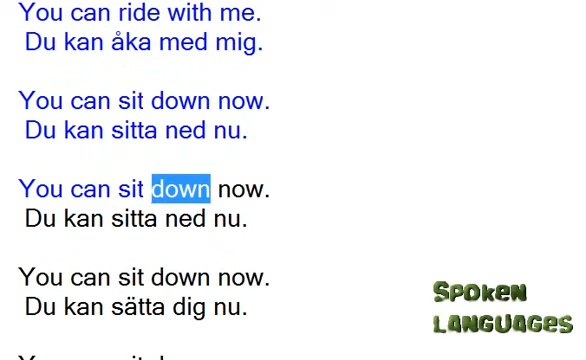 You can ride with me.
Du kan åka med mig.
You can sit down now.
Du kan sitta ned nu.
You can sit down now.
Du kan sitta ned nu.
You can sit down now.
Du kan sätta dig nu.
Spoken
Languages